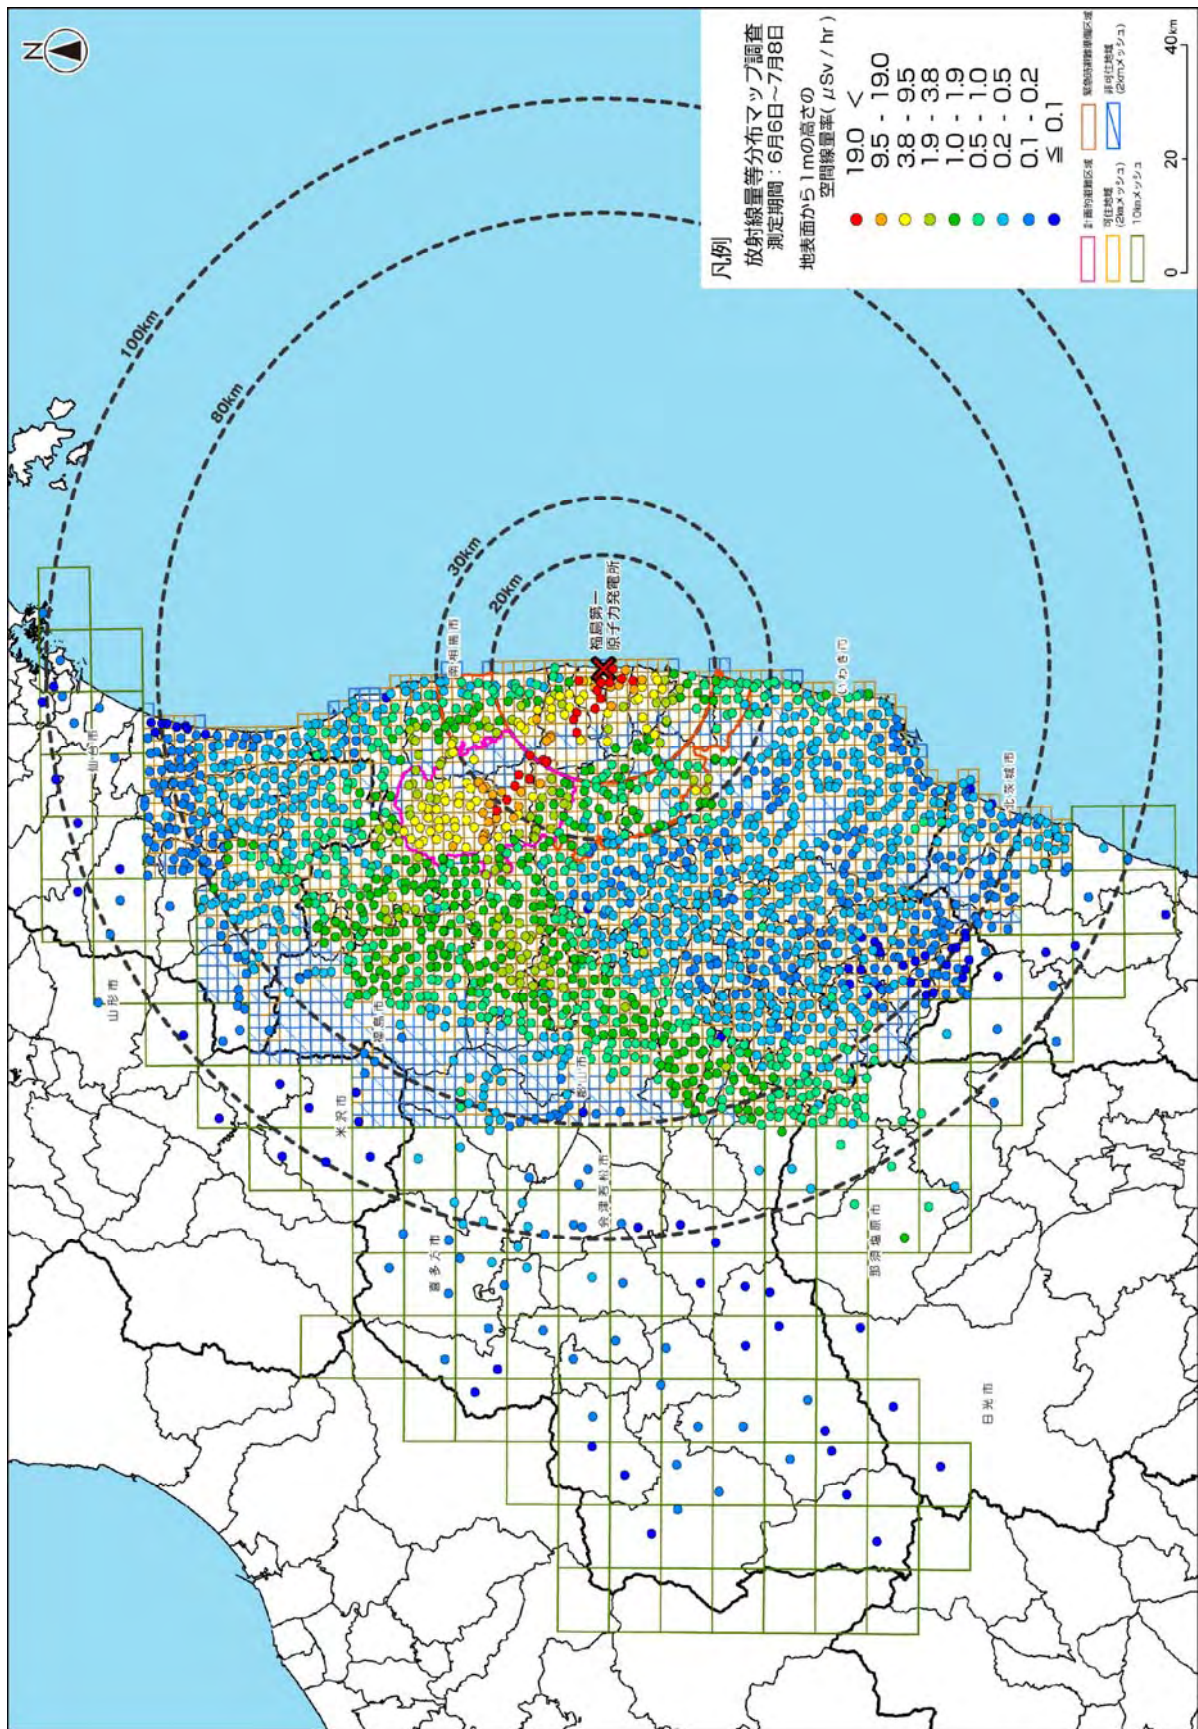 N
100km
80km
30km
20km
福島第一
原子力発電所
南相馬市
いわき市
北茨城市
仙台市
山形市
福島市
米沢市
郡山市
会津若松市
喜多方市
那須塩原市
日光市
凡例
放射線量等分布マップ調査
測定期間:6月6日~7月8日
地表面から1mの高さの
空間線量率(μSv / hr)
19.0 <
9.5 - 19.0
3.8 - 9.5
1.9 - 3.8
1.0 - 1.9
0.5 - 1.0
0.2 - 0.5
0.1 - 0.2
≦ 0.1
計画的避難区域
緊急時避難準備区域
可住地域
(2kmメッシュ)
非可住地域
(2kmメッシュ)
10kmメッシュ
0 20 40km